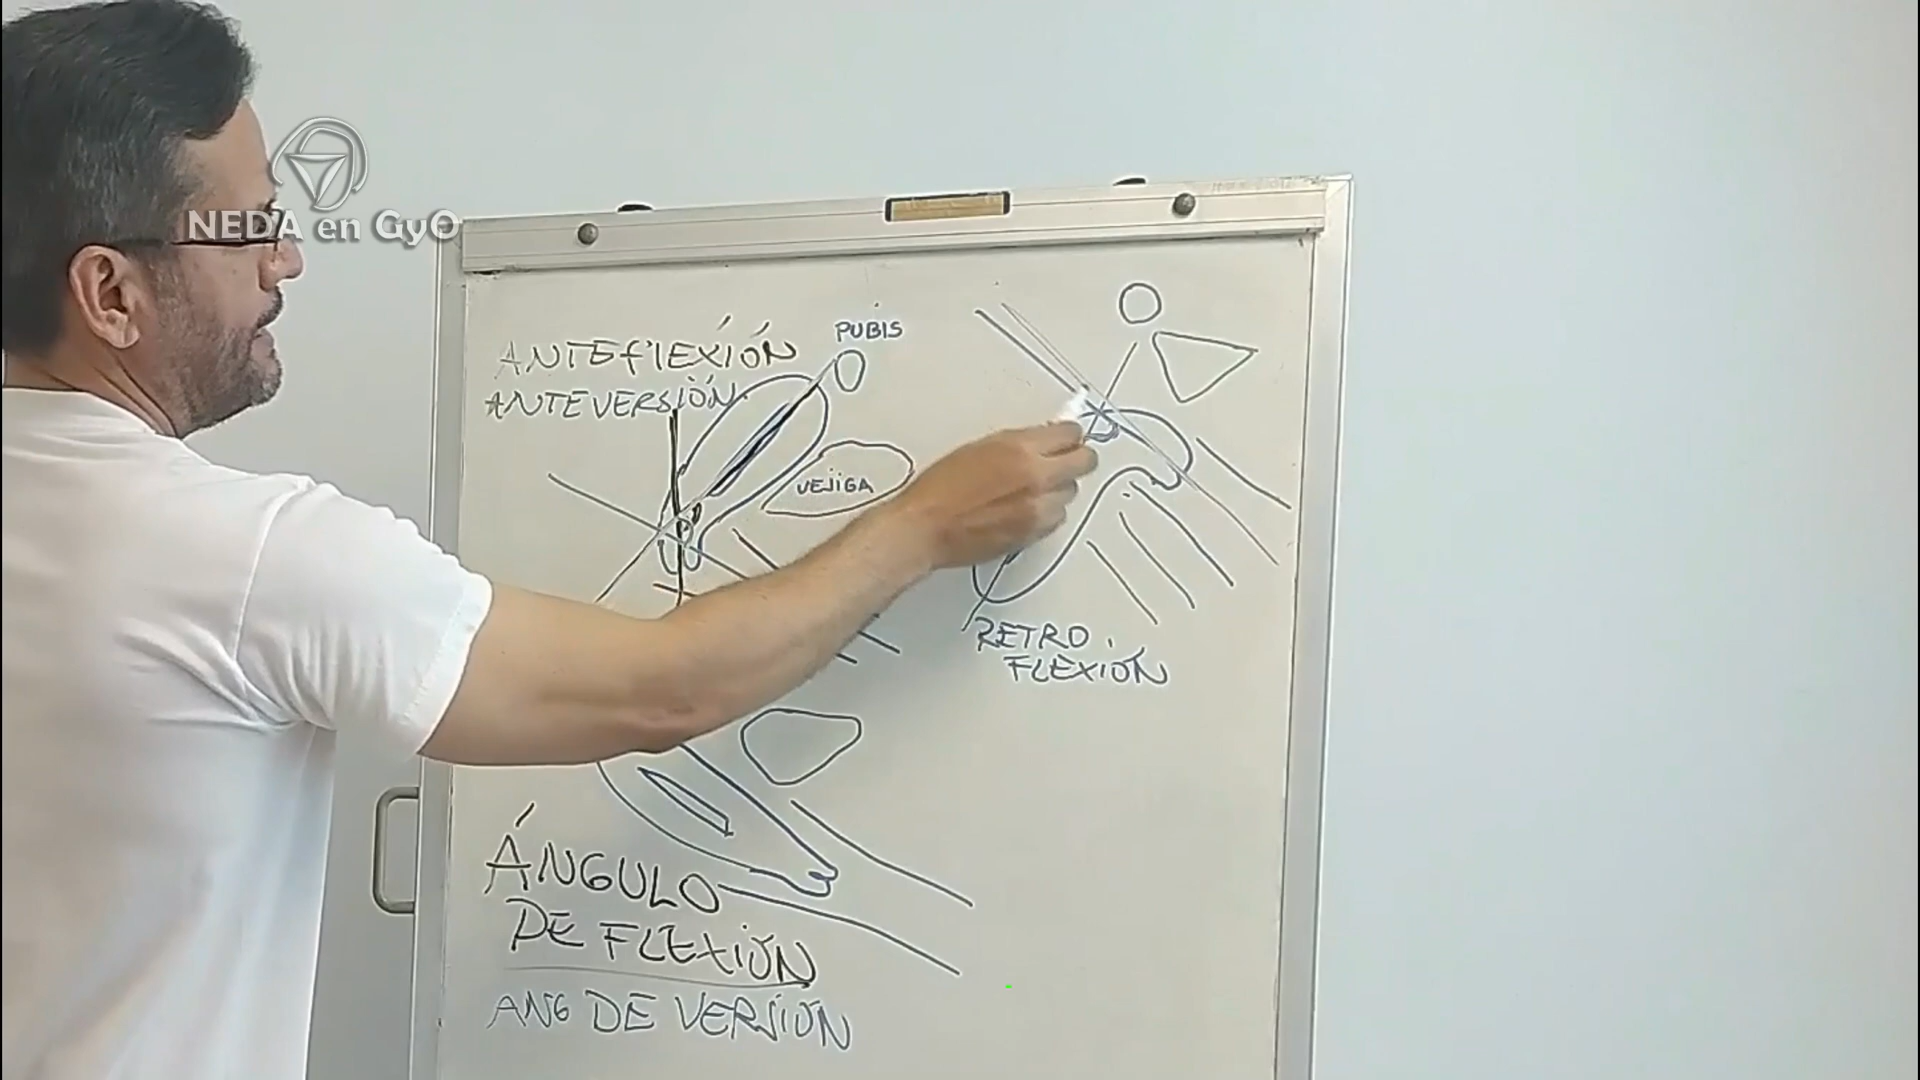 NEDA en GyO
ANTEFLEXIÓN
ANTEVERSIÓN
PUBIS
VEJIGA
RETRO
FLEXIÓN
ÁNGULO
DE FLEXIÓN
ANG DE VERSIÓN